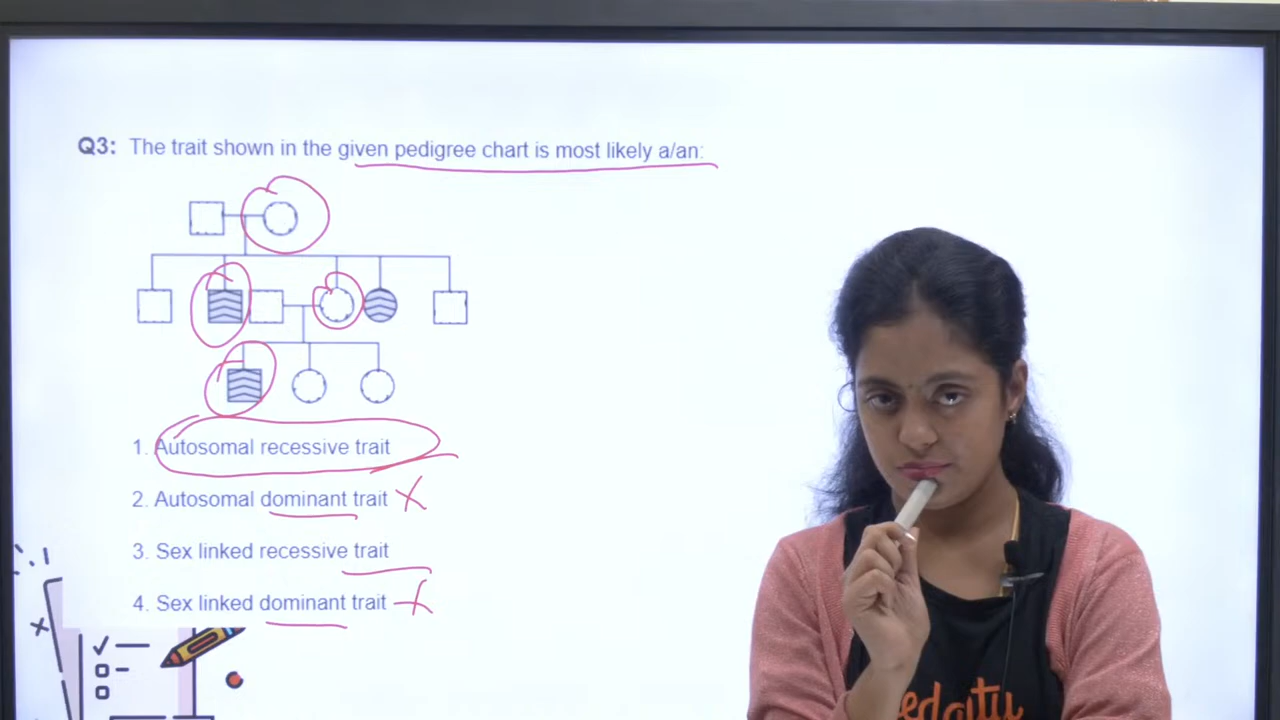 Q3: The trait shown in the given pedigree chart is most likely a/an:
1. Autosomal recessive trait
2. Autosomal dominant trait
3. Sex linked recessive trait
4. Sex linked dominant trait